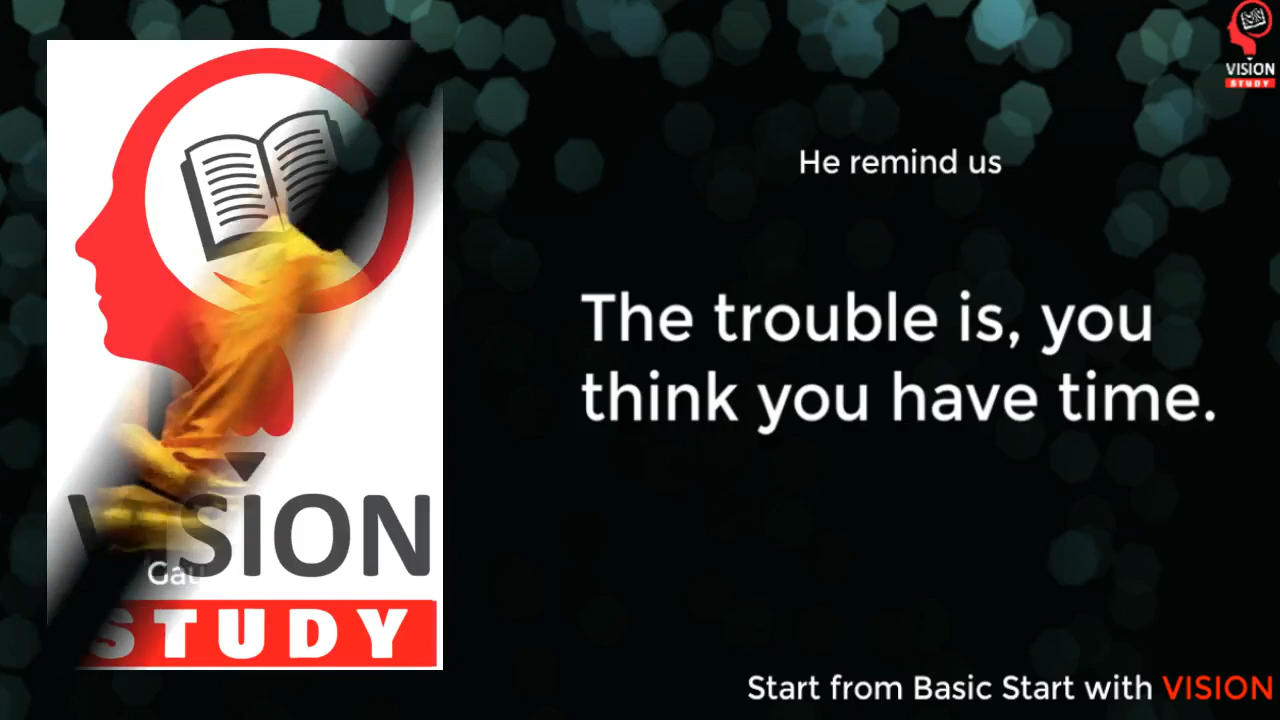 VISION
STUDY
He remind us
The trouble is, you
think you have time.
VISION
Gau
STUDY
Start from Basic Start with VISION